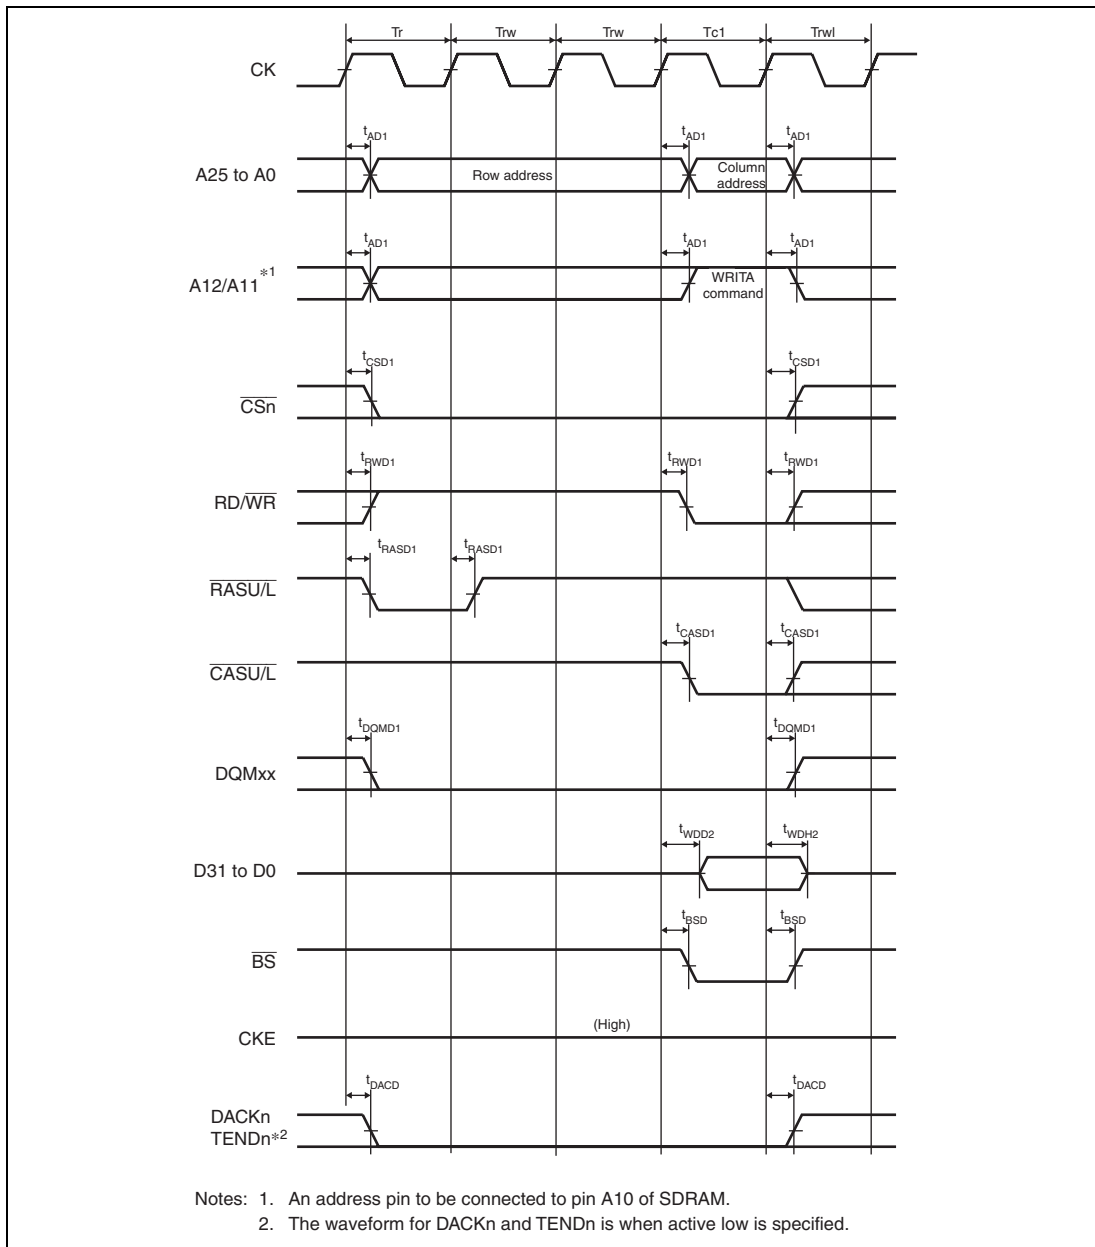 Tr Trw Trw Tc1 Trwl
CK
tAD1 tAD1 tAD1
A25 to A0 Row address Column address
tAD1 tAD1 tAD1
A12/A11 *1 WRITA command
tCSD1 tCSD1
CSn
tRWD1 tRWD1 tRWD1
RD/WR
tRASD1 tRASD1
RASU/L
tCASD1 tCASD1
CASU/L
tDQMD1 tDQMD1
DQMxx
tWDD2 tWDH2
D31 to D0
tBSD tBSD
BS
(High)
CKE
tDACD tDACD
DACKn
TENDn*2
Notes: 1. An address pin to be connected to pin A10 of SDRAM.
2. The waveform for DACKn and TENDn is when active low is specified.